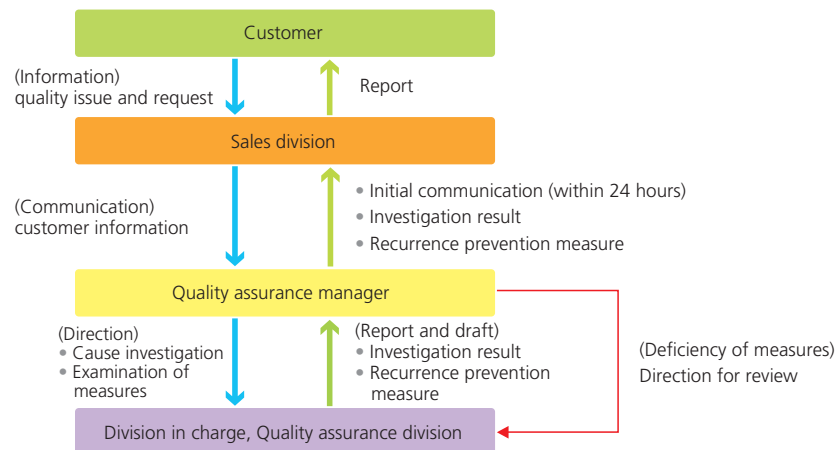 Customer
(Information)
quality issue and request
Report
Sales division
(Communication)
customer information
• Initial communication (within 24 hours)
• Investigation result
• Recurrence prevention measure
Quality assurance manager
(Direction)
• Cause investigation
• Examination of
measures
(Report and draft)
• Investigation result
• Recurrence prevention
measure
(Deficiency of measures)
Direction for review
Division in charge, Quality assurance division